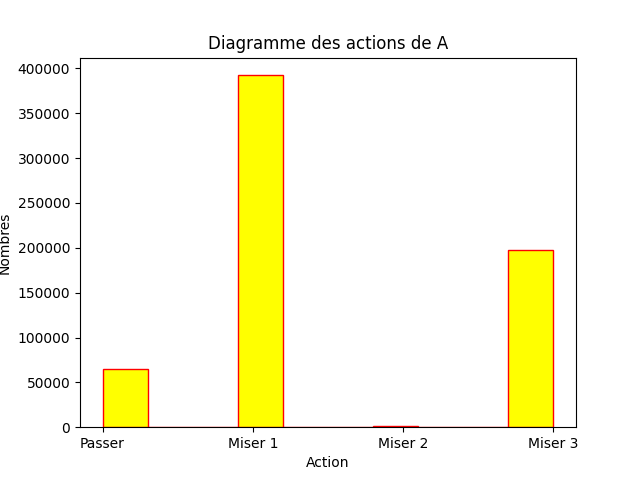 Diagramme des actions de A
400000
350000
300000
250000
200000
150000
100000
50000
0
Nombres
Passer
Miser 1
Miser 2
Miser 3
Action